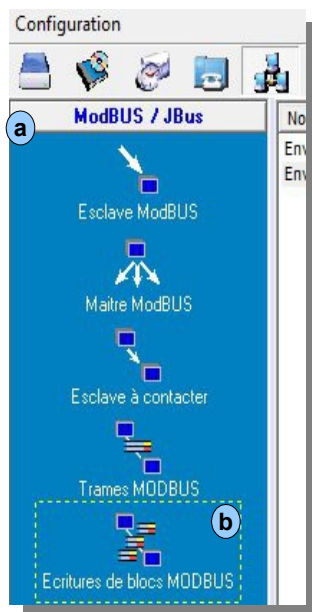 Configuration
a
ModBUS / JBus
No
Env
Env
Esclave ModBUS
Maitre ModBUS
Esclave à contacter
Trames MODBUS
b
Ecritures de blocs MODBUS